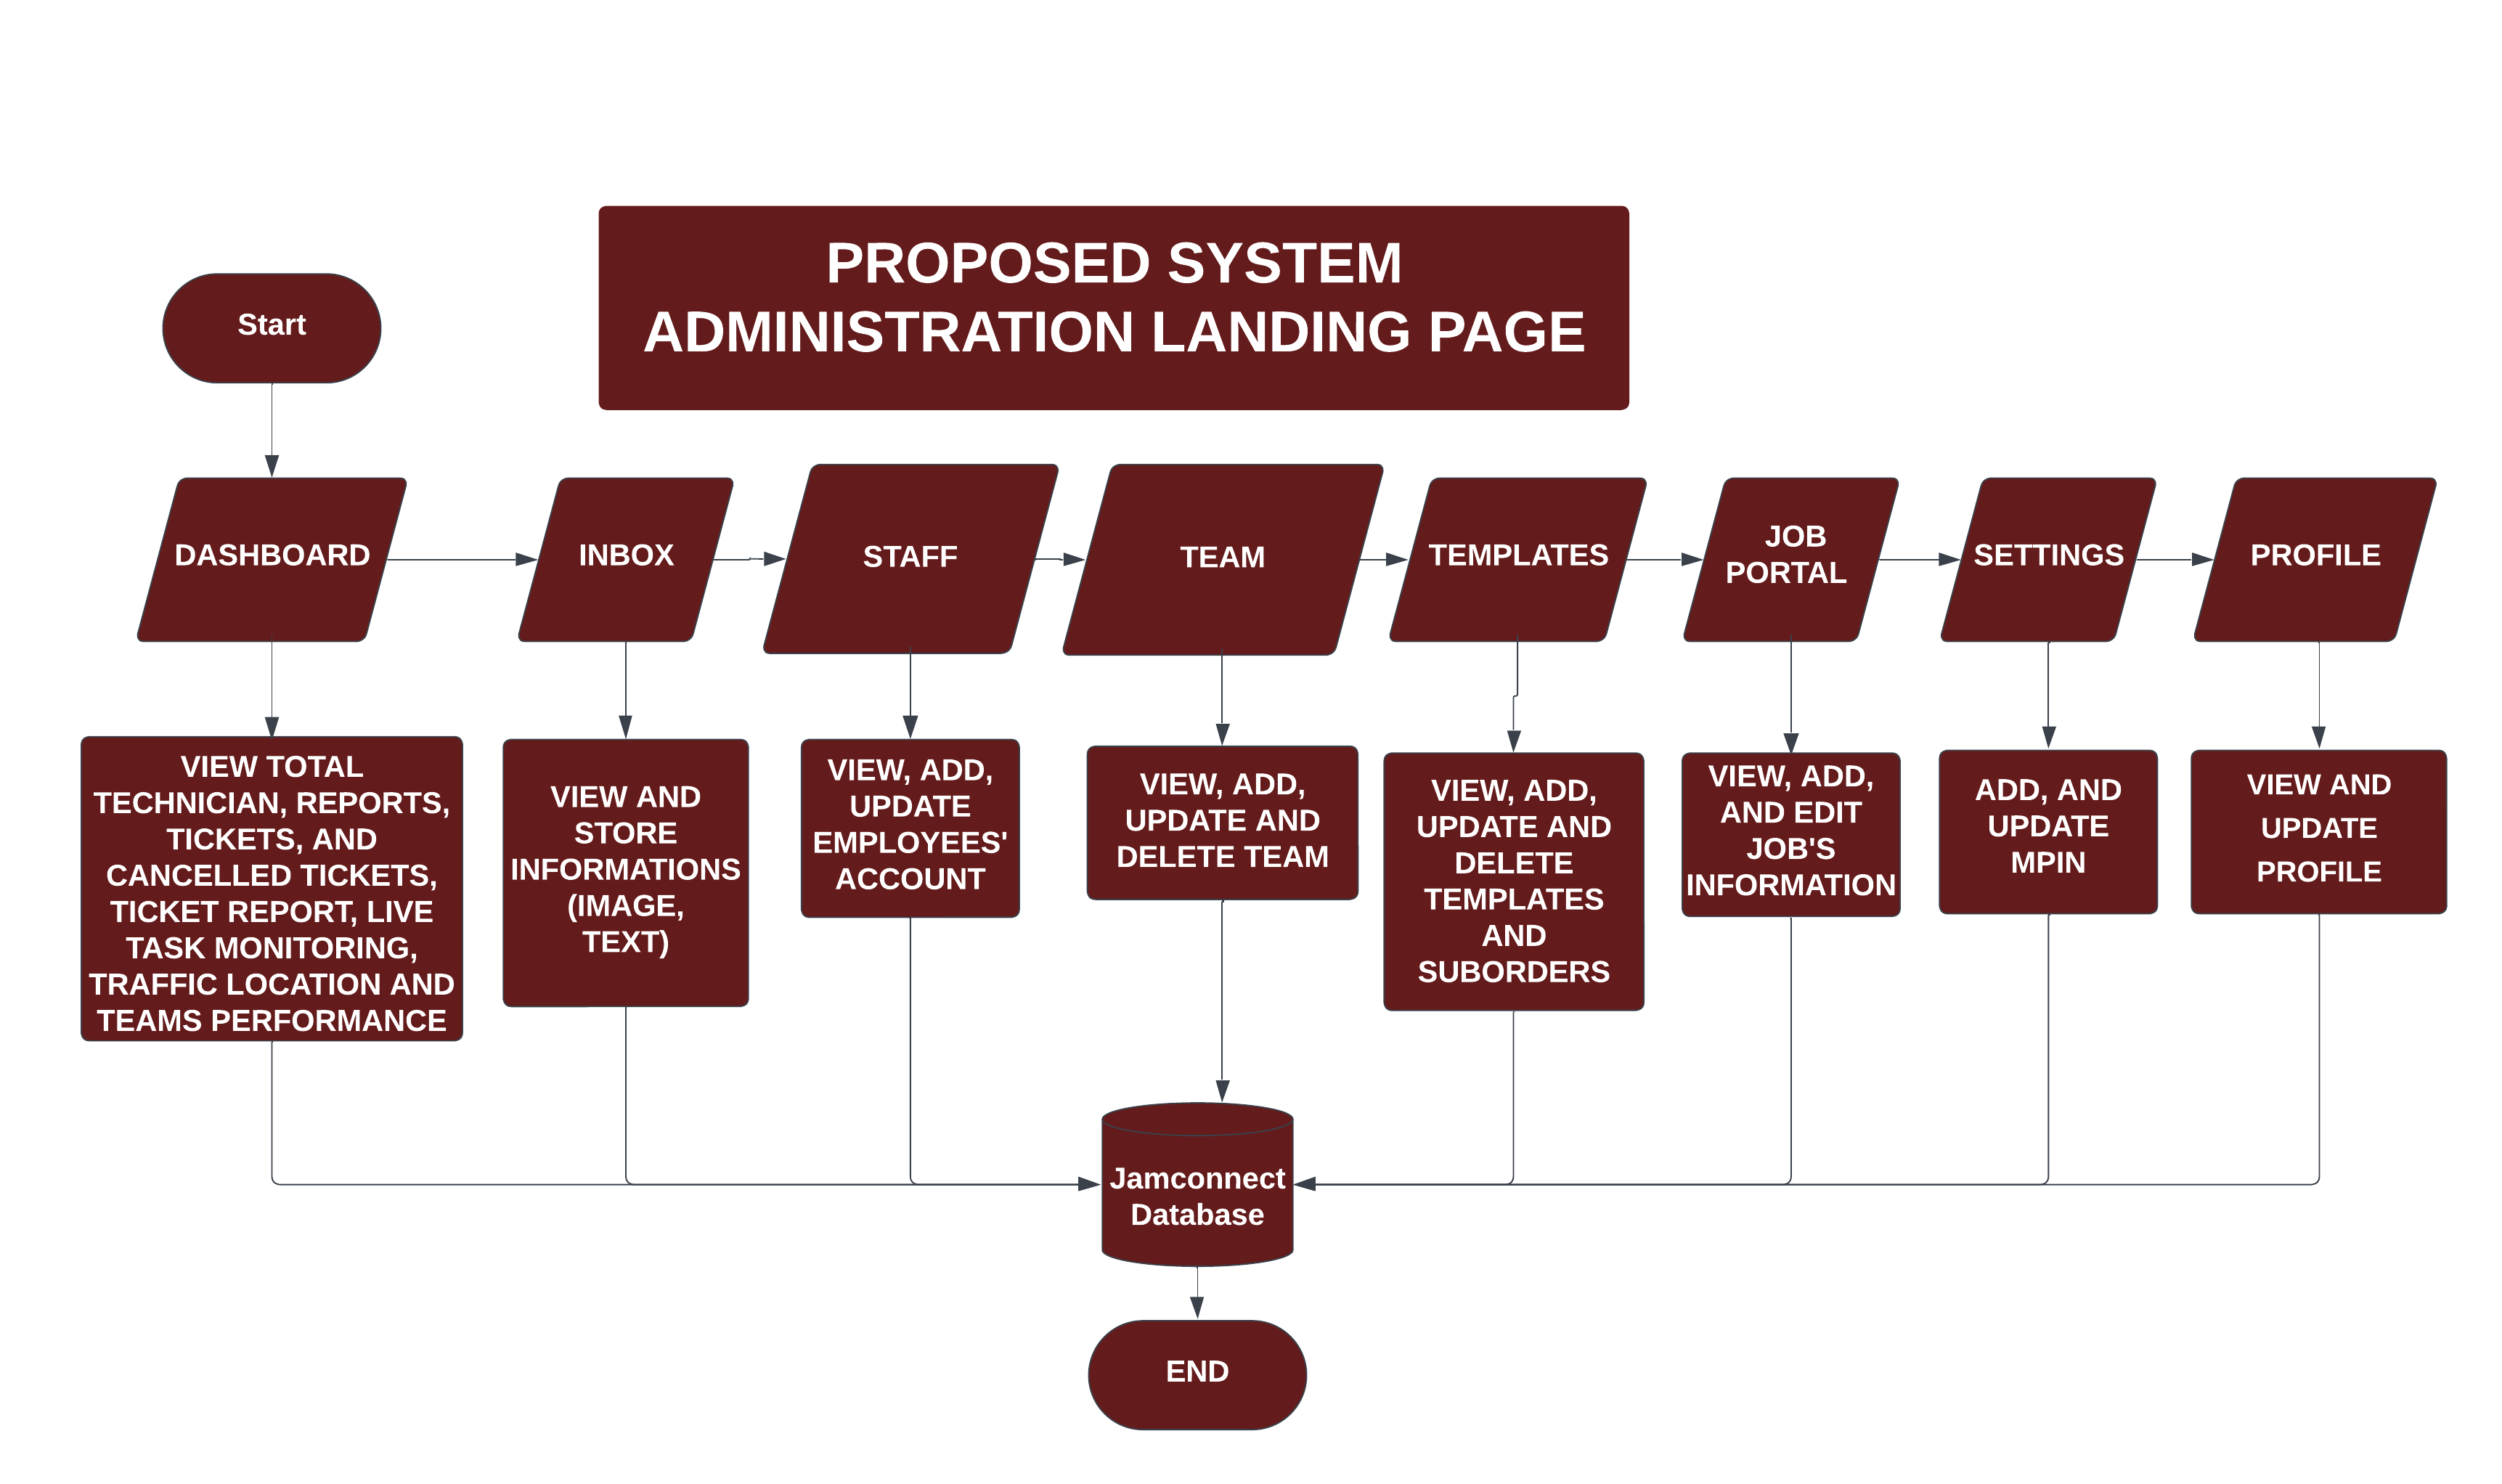 PROPOSED SYSTEM
ADMINISTRATION LANDING PAGE
Start
DASHBOARD
INBOX
STAFF
TEAM
TEMPLATES
JOB
PORTAL
SETTINGS
PROFILE
VIEW TOTAL
TECHNICIAN, REPORTS,
TICKETS, AND
CANCELLED TICKETS,
TICKET REPORT, LIVE
TASK MONITORING,
TRAFFIC LOCATION AND
TEAMS PERFORMANCE
VIEW AND
STORE
INFORMATIONS
(IMAGE,
TEXT)
VIEW, ADD,
UPDATE
EMPLOYEES'
ACCOUNT
VIEW, ADD,
UPDATE AND
DELETE TEAM
VIEW, ADD,
UPDATE AND
DELETE
TEMPLATES
AND
SUBORDERS
VIEW, ADD,
AND EDIT
JOB'S
INFORMATION
ADD, AND
UPDATE
MPIN
VIEW AND
UPDATE
PROFILE
Jamconnect
Database
END